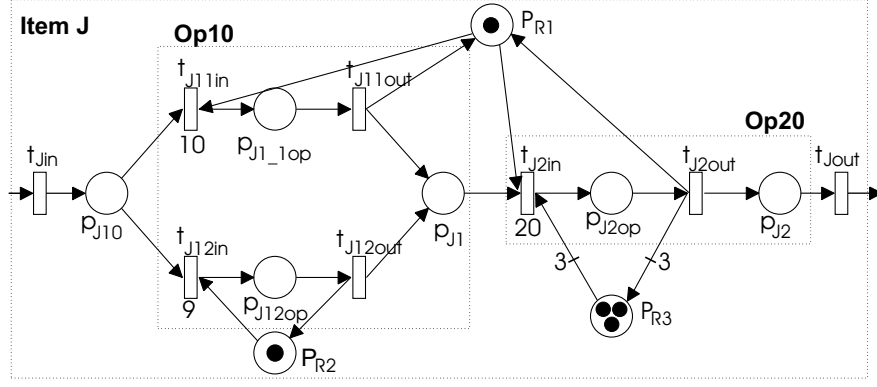 Item J
Op10
P_R1
t_J11in
t_J11out
10
p_J1_1op
Op20
t_Jin
t_J2in
t_J2out
t_Jout
p_J10
p_J1
20
p_J2op
p_J2
t_J12in
t_J12out
9
p_J12op
3
3
P_R2
P_R3